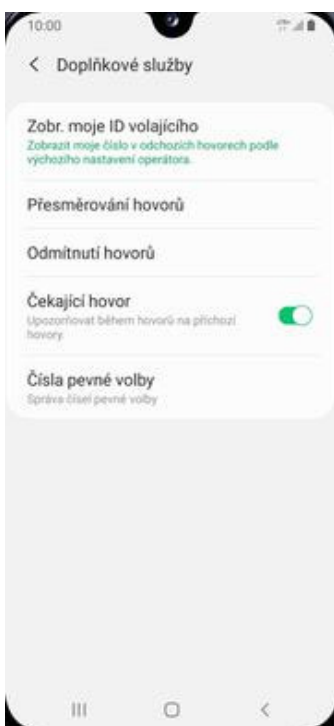 10:00
Doplňkové služby
Zobr. moje ID volajícího
Zobrazit moje číslo v odchozích hovorech podle
výchozího nastavení operátora.
Přesměrování hovorů
Odmítnutí hovorů
Čekající hovor
Upozorňovat během hovorů na příchozí
hovory.
Čísla pevné volby
Správa čísel pevné volby